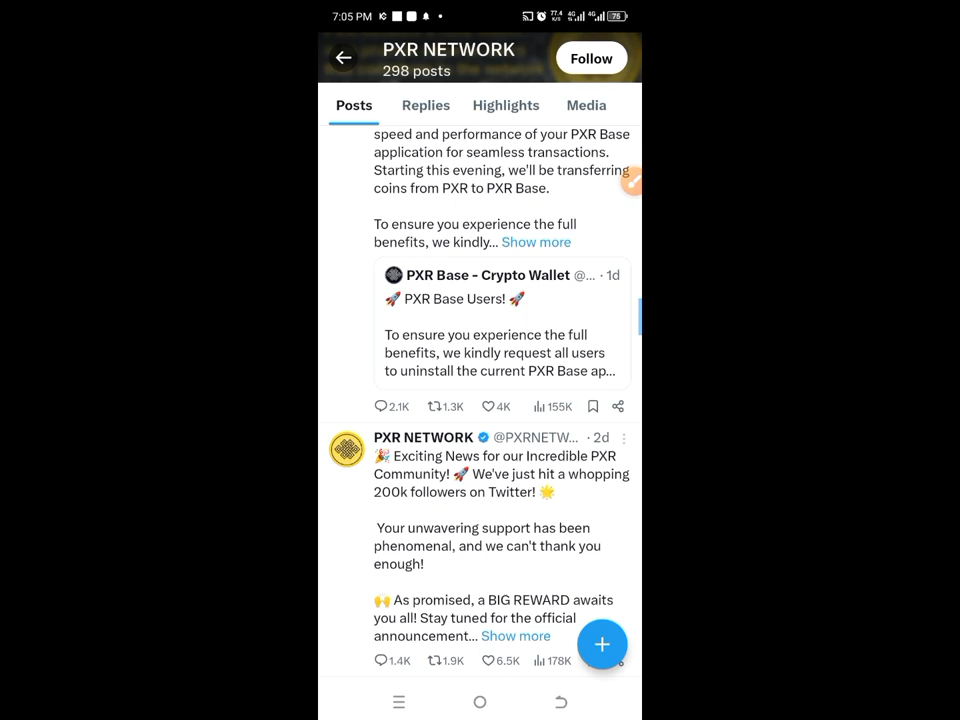 7:05 PM
77.4 K/S 4G 4G 75
PXR NETWORK
298 posts
Follow
Posts Replies Highlights Media
speed and performance of your PXR Base
application for seamless transactions.
Starting this evening, we'll be transferring
coins from PXR to PXR Base.
To ensure you experience the full
benefits, we kindly... Show more
PXR Base - Crypto Wallet @... · 1d
🚀 PXR Base Users! 🚀
To ensure you experience the full
benefits, we kindly request all users
to uninstall the current PXR Base ap...
2.1K 1.3K 4K 155K
PXR NETWORK @PXRNETW... · 2d
🎉 Exciting News for our Incredible PXR
Community! 🚀 We've just hit a whopping
200k followers on Twitter! 🌟
Your unwavering support has been
phenomenal, and we can't thank you
enough!
🙌 As promised, a BIG REWARD awaits
you all! Stay tuned for the official
announcement... Show more
1.4K 1.9K 6.5K 178K